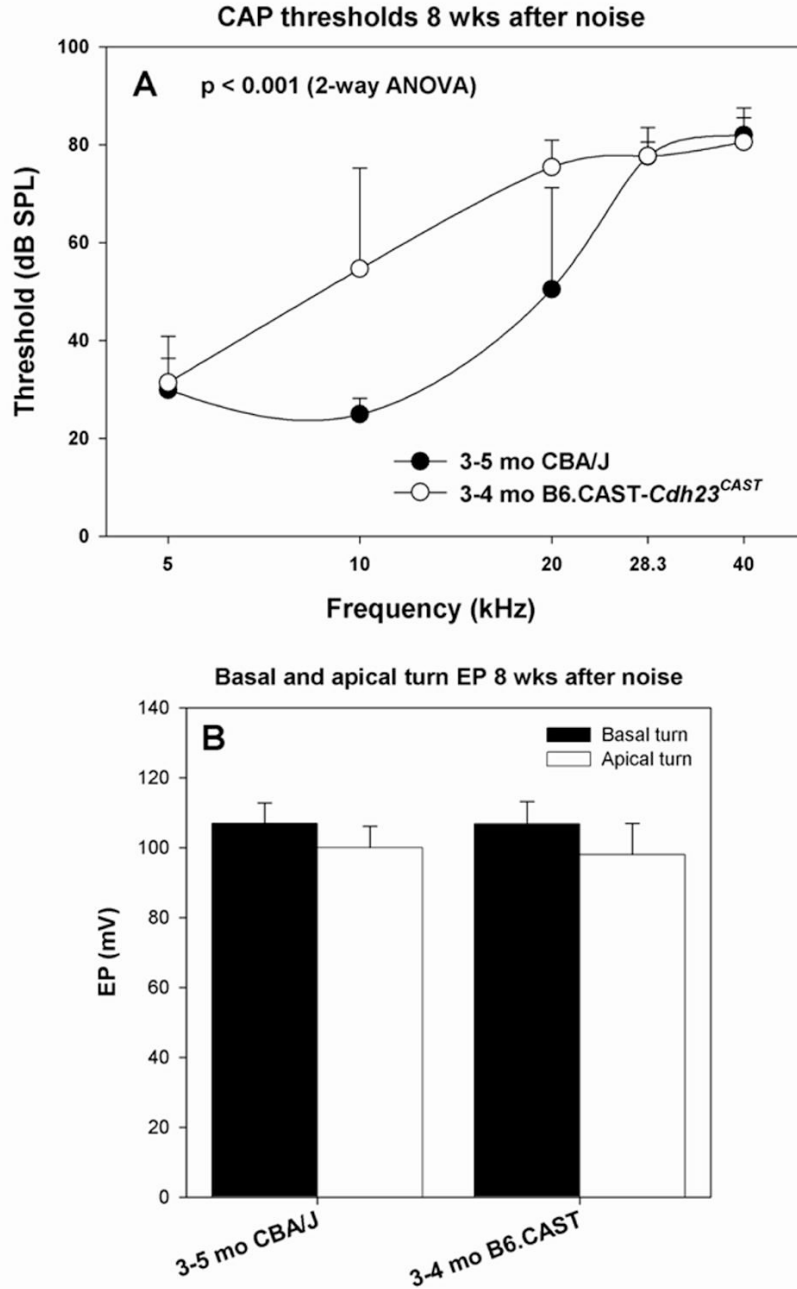 CAP thresholds 8 wks after noise
100
A p < 0.001 (2-way ANOVA)
80
60
40
20
0
Threshold (dB SPL)
3-5 mo CBA/J
3-4 mo B6.CAST-Cdh23CAST
5 10 20 28.3 40
Frequency (kHz)
Basal and apical turn EP 8 wks after noise
140
B
Basal turn
Apical turn
120
100
80
60
40
20
0
EP (mV)
3-5 mo CBA/J
3-4 mo B6.CAST